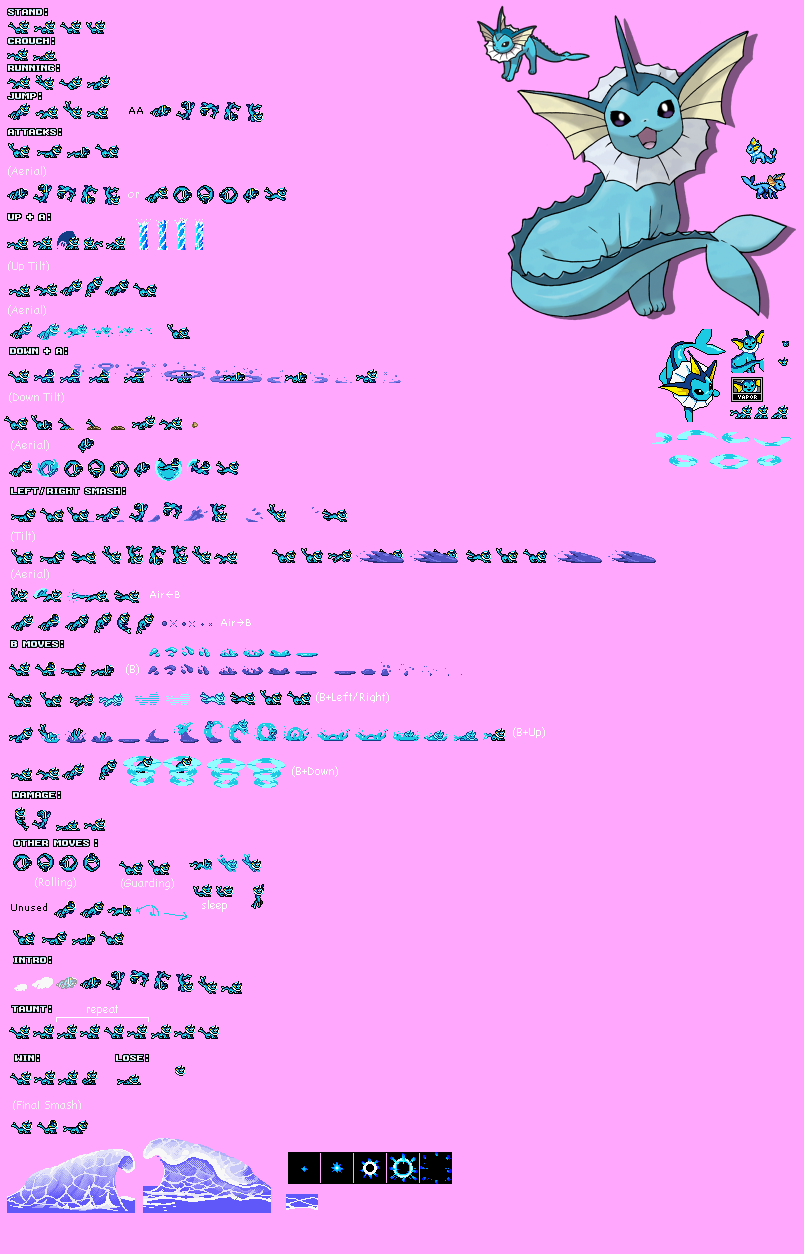 STAND:
CROUCH:
RUNNING:
JUMP:
AA
ATTACKS:
(Aerial)
or
UP + A:
(Up Tilt)
(Aerial)
DOWN + A:
VAPOR
(Down Tilt)
(Aerial)
LEFT/RIGHT SMASH:
(Tilt)
(Aerial)
Air←B
Air→B
B MOVES:
(B)
(B+Left/Right)
(B+Up)
(B+Down)
DAMAGE:
OTHER MOVES :
(Rolling)
(Guarding)
sleep
Unused
INTRO:
TAUNT:
repeat
WIN:
LOSE:
(Final Smash)